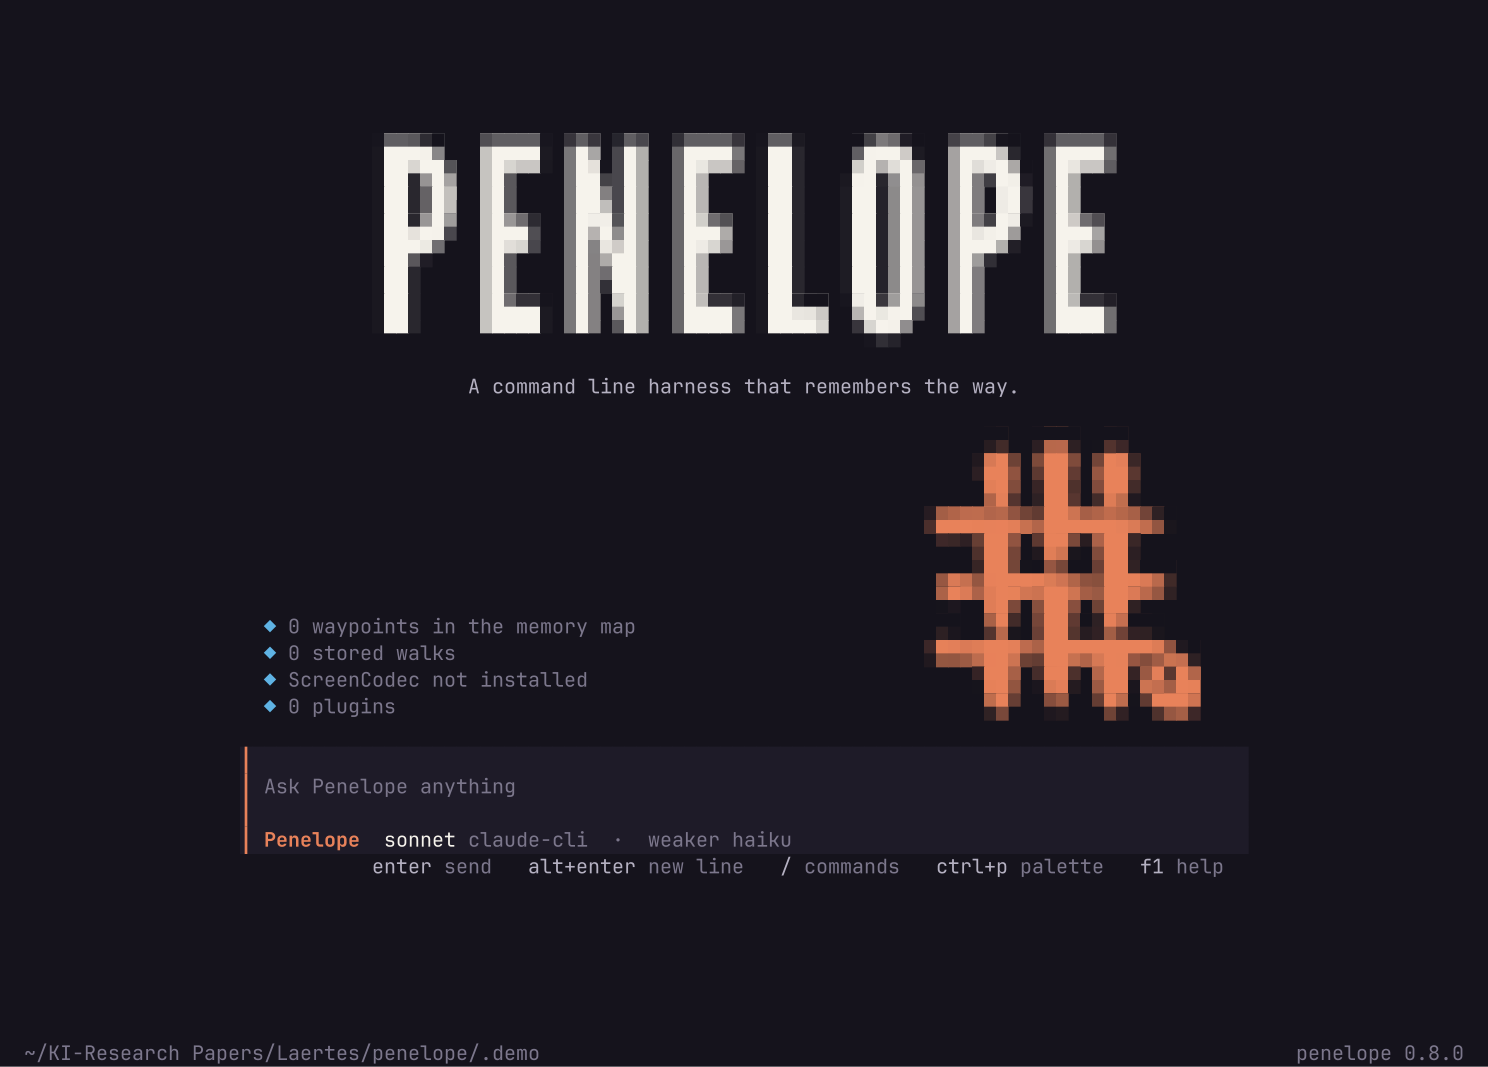 PENELOPE
A command line harness that remembers the way.
◆ 0 waypoints in the memory map
◆ 0 stored walks
◆ ScreenCodec not installed
◆ 0 plugins
Ask Penelope anything
Penelope sonnet claude-cli · weaker haiku
enter send alt+enter new line / commands ctrl+p palette f1 help
~/KI-Research Papers/Laertes/penelope/.demo
penelope 0.8.0